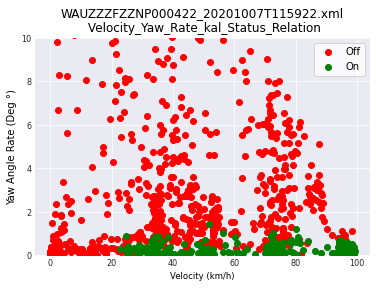 WAUZZZFZZNP000422_20201007T115922.xml
Velocity_Yaw_Rate_kal_Status_Relation
10
8
6
4
2
0
Yaw Angle Rate (Deg °)
Off
On
0
20
40
60
80
100
Velocity (km/h)